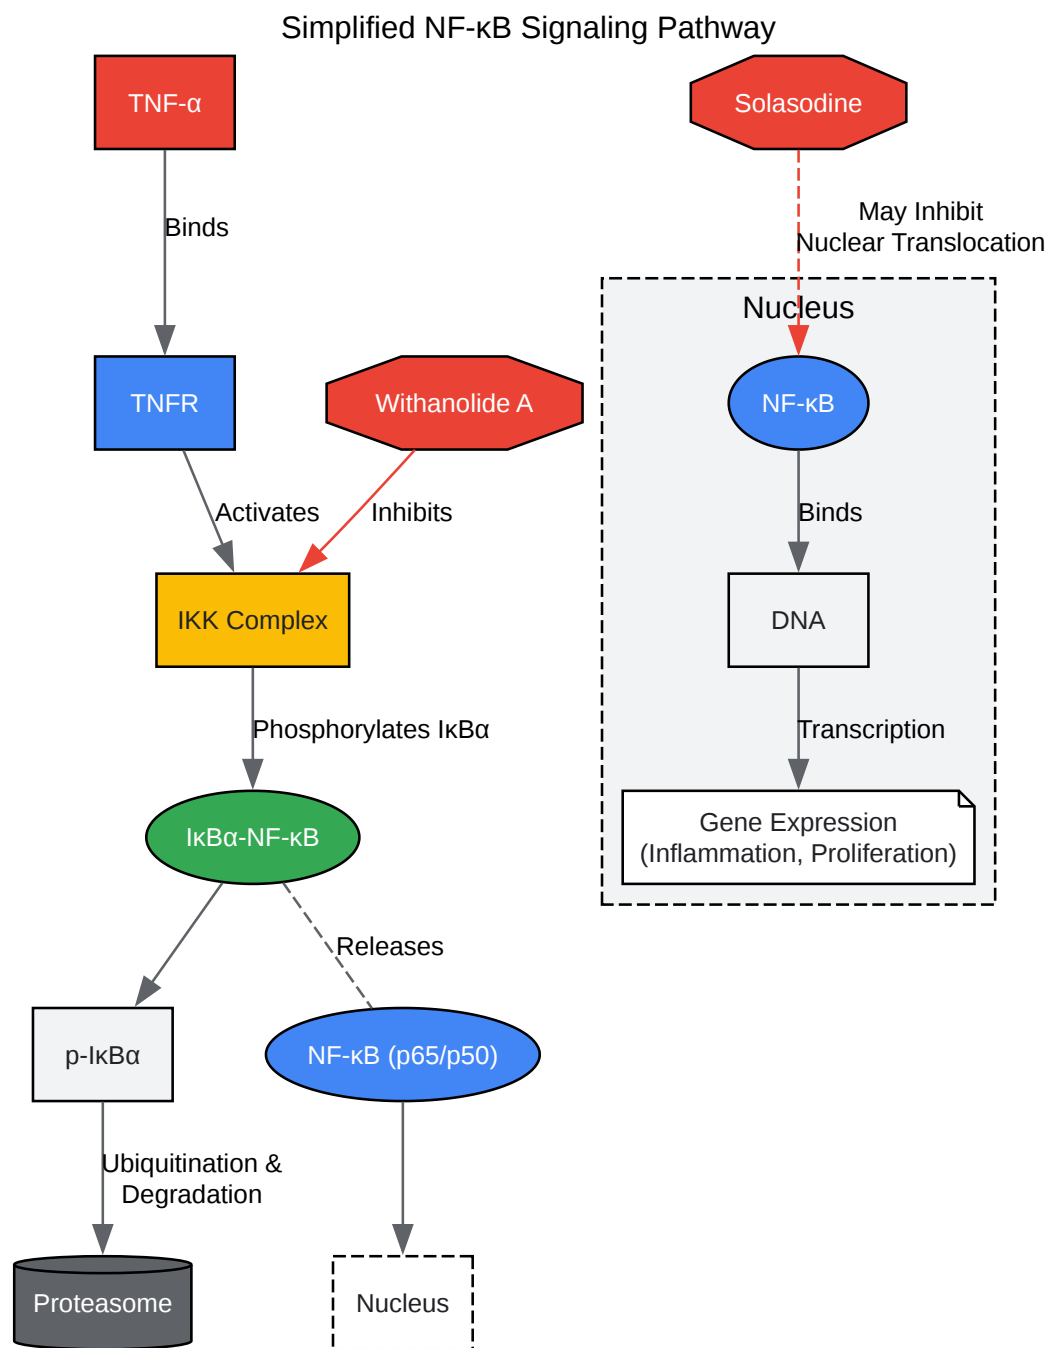 Simplified NF-κB Signaling Pathway
TNF-α
Solasodine
Binds
May Inhibit
Nuclear Translocation
Nucleus
TNFR
Withanolide A
NF-κB
Activates
Inhibits
Binds
IKK Complex
DNA
Phosphorylates IκBα
Transcription
IκBα-NF-κB
Gene Expression
(Inflammation, Proliferation)
Releases
p-IκBα
NF-κB (p65/p50)
Ubiquitination &
Degradation
Proteasome
Nucleus